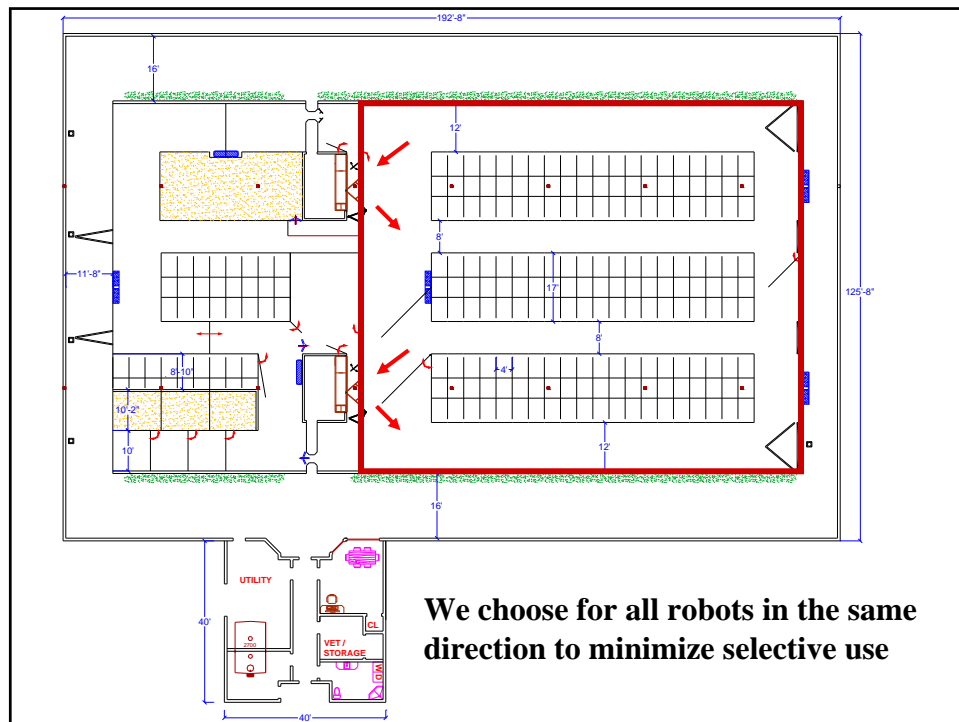 192'-8"
16'
12'
8'
11'-8"
17'
125'-8"
8'
8'-10"
4'
10'-2"
10'
12'
16'
UTILITY
40'
2700
CL
VET /
STORAGE
W.D
40'
We choose for all robots in the same
direction to minimize selective use